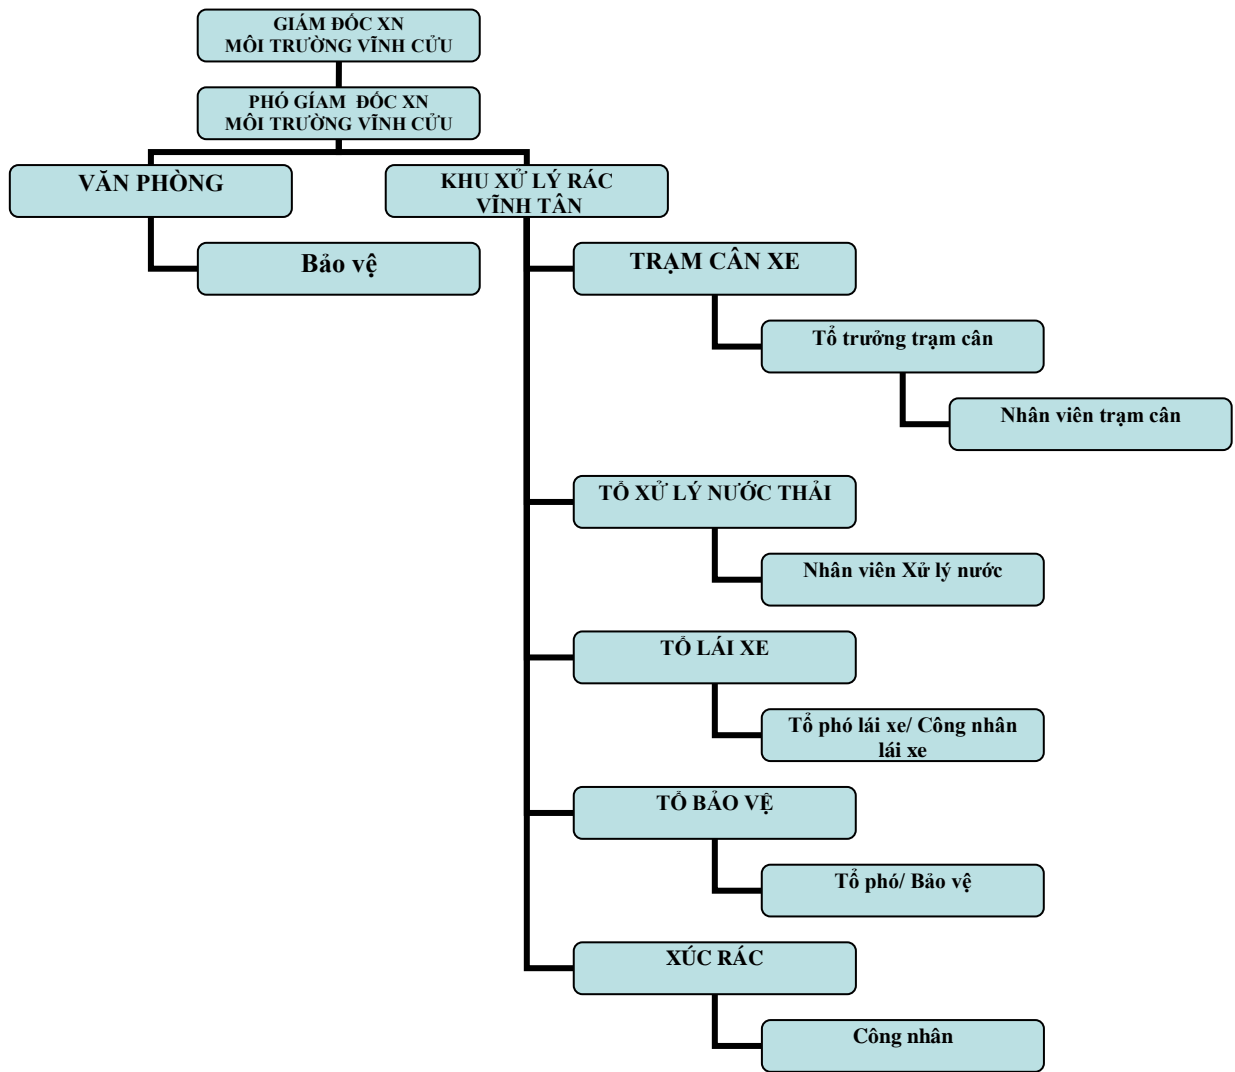 GIÁM ĐỐC XN
MÔI TRƯỜNG VĨNH CỬU
PHÓ GÍAM ĐỐC XN
MÔI TRƯỜNG VĨNH CỬU
VĂN PHÒNG
KHU XỬ LÝ RÁC
VĨNH TÂN
Bảo vệ
TRẠM CÂN XE
Tổ trưởng trạm cân
Nhân viên trạm cân
TỔ XỬ LÝ NƯỚC THẢI
Nhân viên Xử lý nước
TỔ LÁI XE
Tổ phó lái xe/ Công nhân
lái xe
TỔ BẢO VỆ
Tổ phó/ Bảo vệ
XÚC RÁC
Công nhân